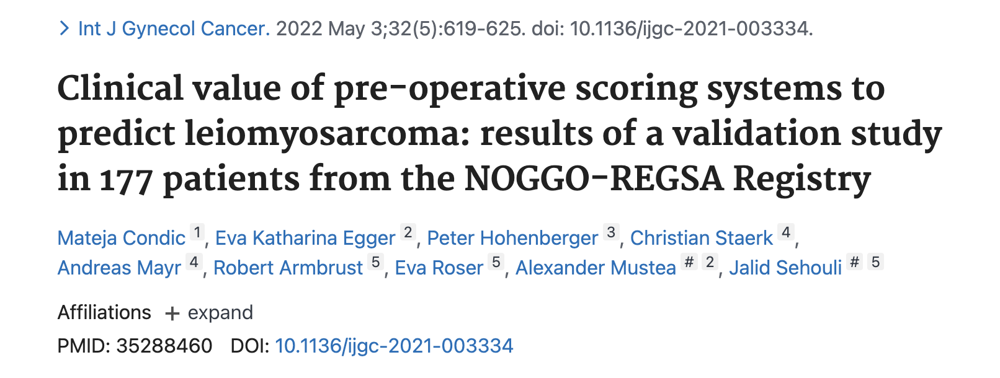 > Int J Gynecol Cancer. 2022 May 3;32(5):619-625. doi: 10.1136/ijgc-2021-003334.
Clinical value of pre-operative scoring systems to
predict leiomyosarcoma: results of a validation study
in 177 patients from the NOGGO-REGSA Registry
Mateja Condic 1, Eva Katharina Egger 2, Peter Hohenberger 3, Christian Staerk 4,
Andreas Mayr 4, Robert Armbrust 5, Eva Roser 5, Alexander Mustea # 2, Jalid Sehouli # 5
Affiliations + expand
PMID: 35288460 DOI: 10.1136/ijgc-2021-003334